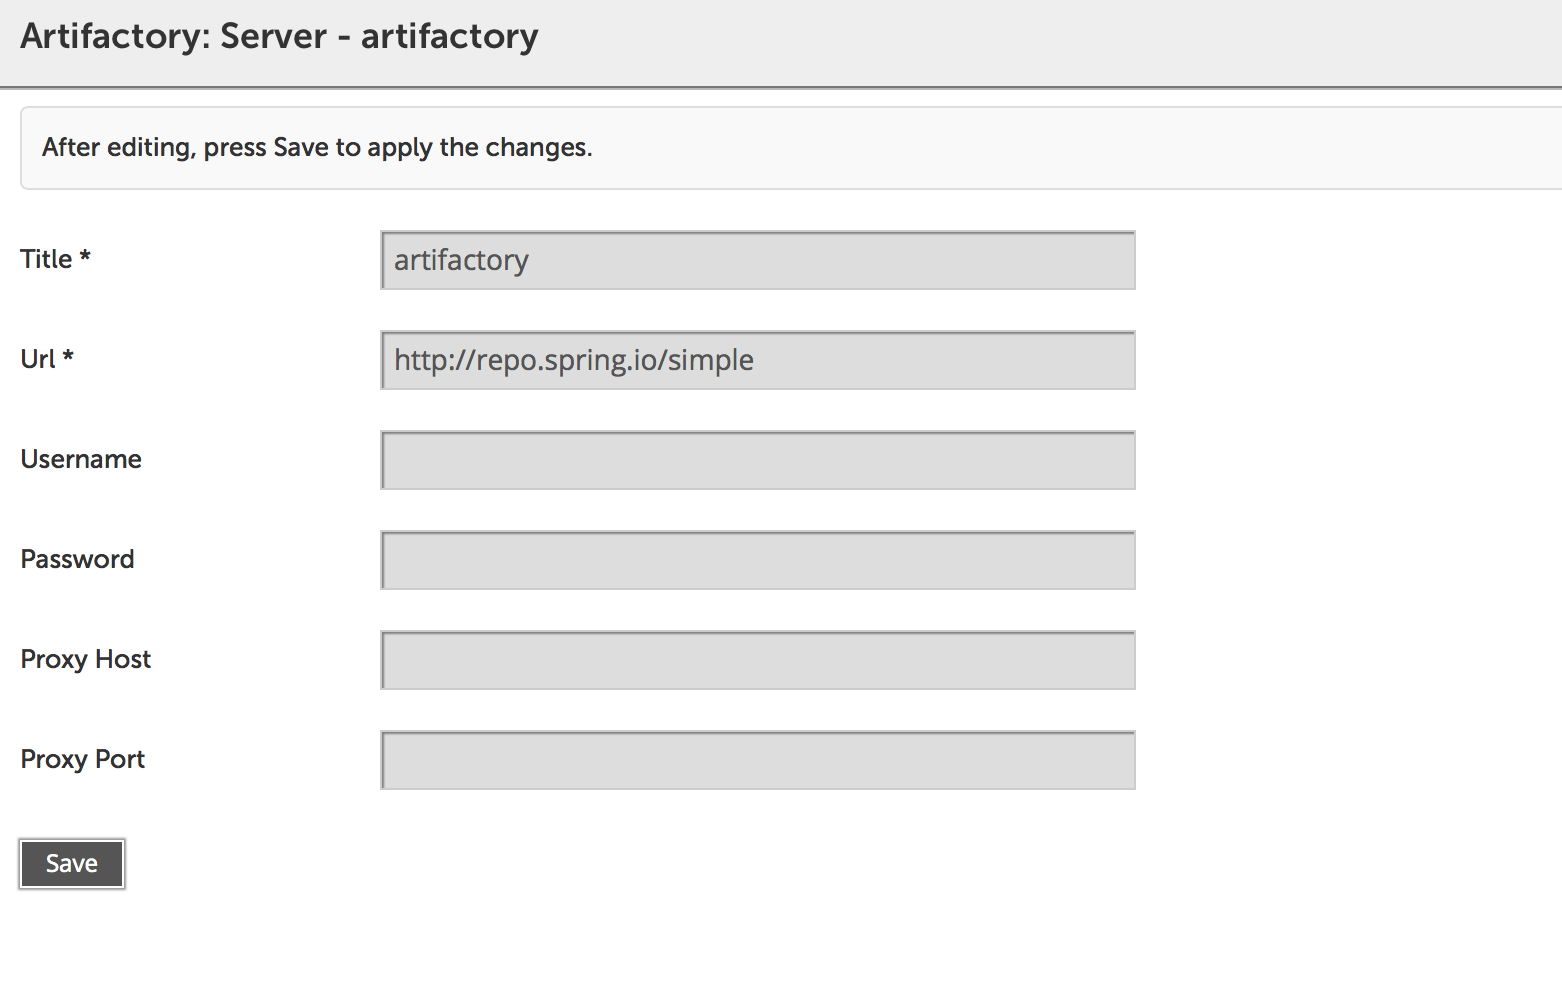 Artifactory: Server - artifactory
After editing, press Save to apply the changes.
Title * artifactory
Url * http://repo.spring.io/simple
Username
Password
Proxy Host
Proxy Port
Save